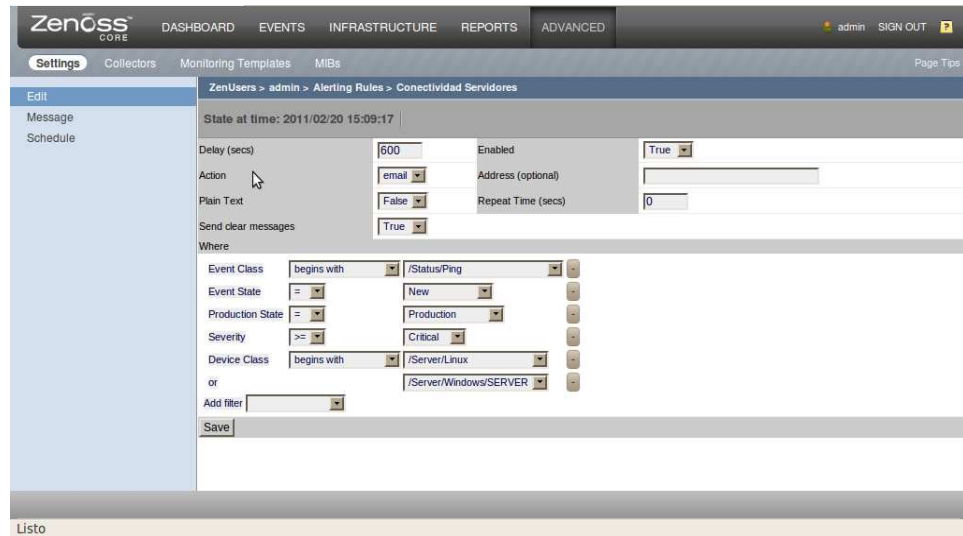 Zenōss CORE
DASHBOARD EVENTS INFRASTRUCTURE REPORTS ADVANCED admin SIGN OUT ?
Settings Collectors Monitoring Templates MIBs Page Tips
Edit
Message
Schedule
ZenUsers > admin > Alerting Rules > Conectividad Servidores
State at time: 2011/02/20 15:09:17
Delay (secs) 600 Enabled True
Action email Address (optional)
Plain Text False Repeat Time (secs) 0
Send clear messages True
Where
Event Class begins with /Status/Ping -
Event State = New -
Production State = Production -
Severity >= Critical -
Device Class begins with /Server/Linux -
or /Server/Windows/SERVER -
Add filter
Save
Listo